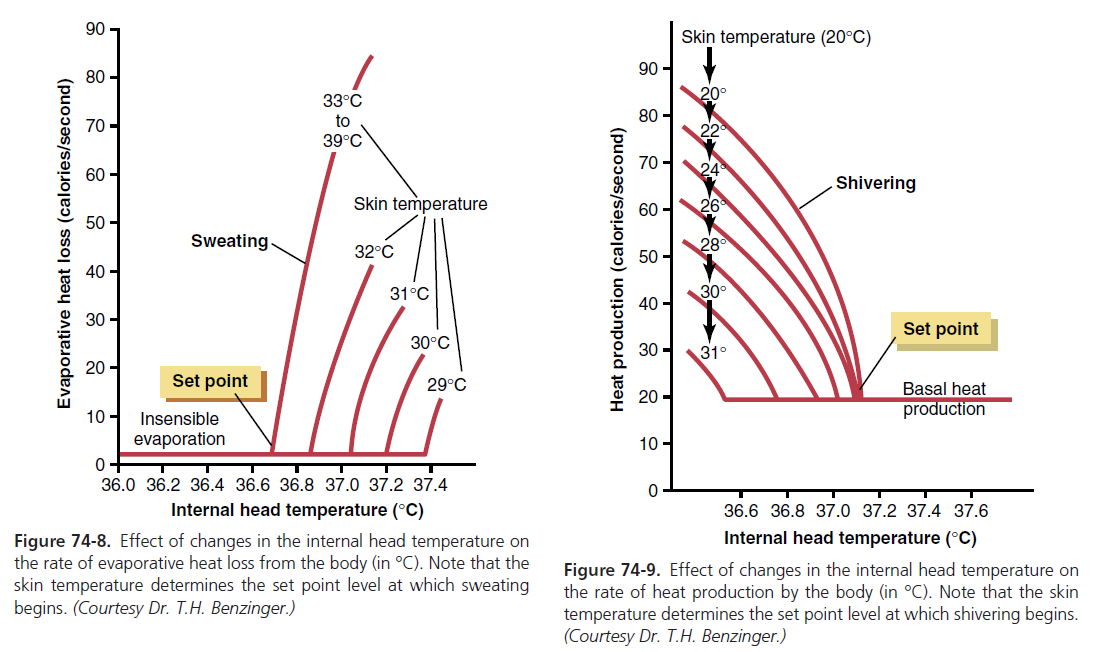 90
80
70
60
50
40
30
20
10
0
Evaporative heat loss (calories/second)
33°C
to
39°C
Skin temperature
Sweating
32°C
31°C
30°C
29°C
Set point
Insensible
evaporation
36.0 36.2 36.4 36.6 36.8 37.0 37.2 37.4
Internal head temperature (°C)
Figure 74-8. Effect of changes in the internal head temperature on
the rate of evaporative heat loss from the body (in °C). Note that the
skin temperature determines the set point level at which sweating
begins. (Courtesy Dr. T.H. Benzinger.)
Skin temperature (20°C)
90
80
70
60
50
40
30
20
10
0
Heat production (calories/second)
20°
22°
24°
26°
28°
30°
31°
Shivering
Set point
Basal heat
production
36.6 36.8 37.0 37.2 37.4 37.6
Internal head temperature (°C)
Figure 74-9. Effect of changes in the internal head temperature on
the rate of heat production by the body (in °C). Note that the skin
temperature determines the set point level at which shivering begins.
(Courtesy Dr. T.H. Benzinger.)